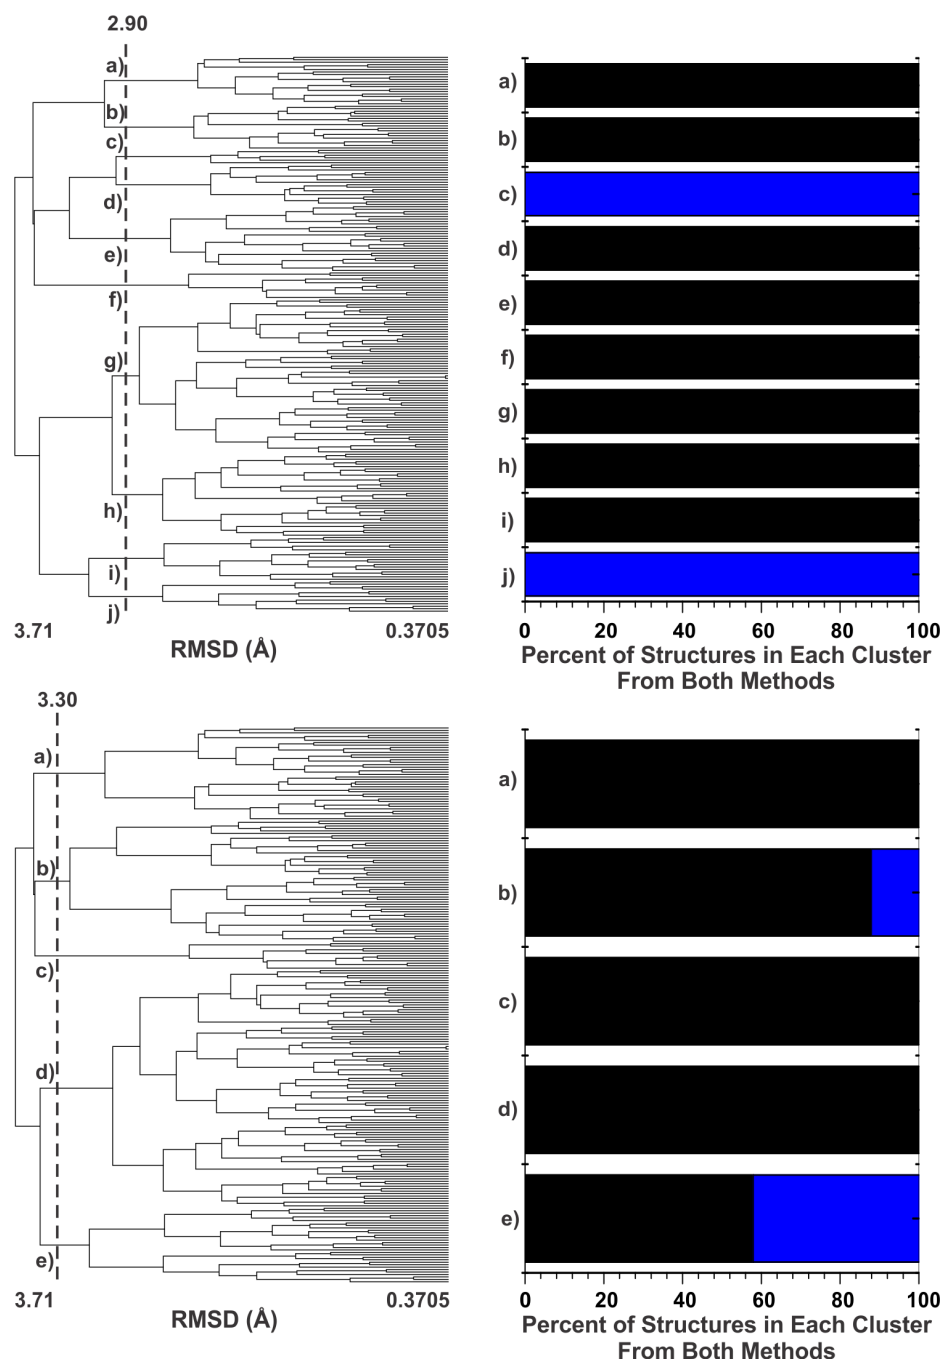 2.90
a)
b)
c)
d)
e)
f)
g)
h)
i)
j)
3.71
0.3705
RMSD (Å)
a)
b)
c)
d)
e)
f)
g)
h)
i)
j)
0 20 40 60 80 100
Percent of Structures in Each Cluster
From Both Methods
3.30
a)
b)
c)
d)
e)
3.71
0.3705
RMSD (Å)
a)
b)
c)
d)
e)
0 20 40 60 80 100
Percent of Structures in Each Cluster
From Both Methods